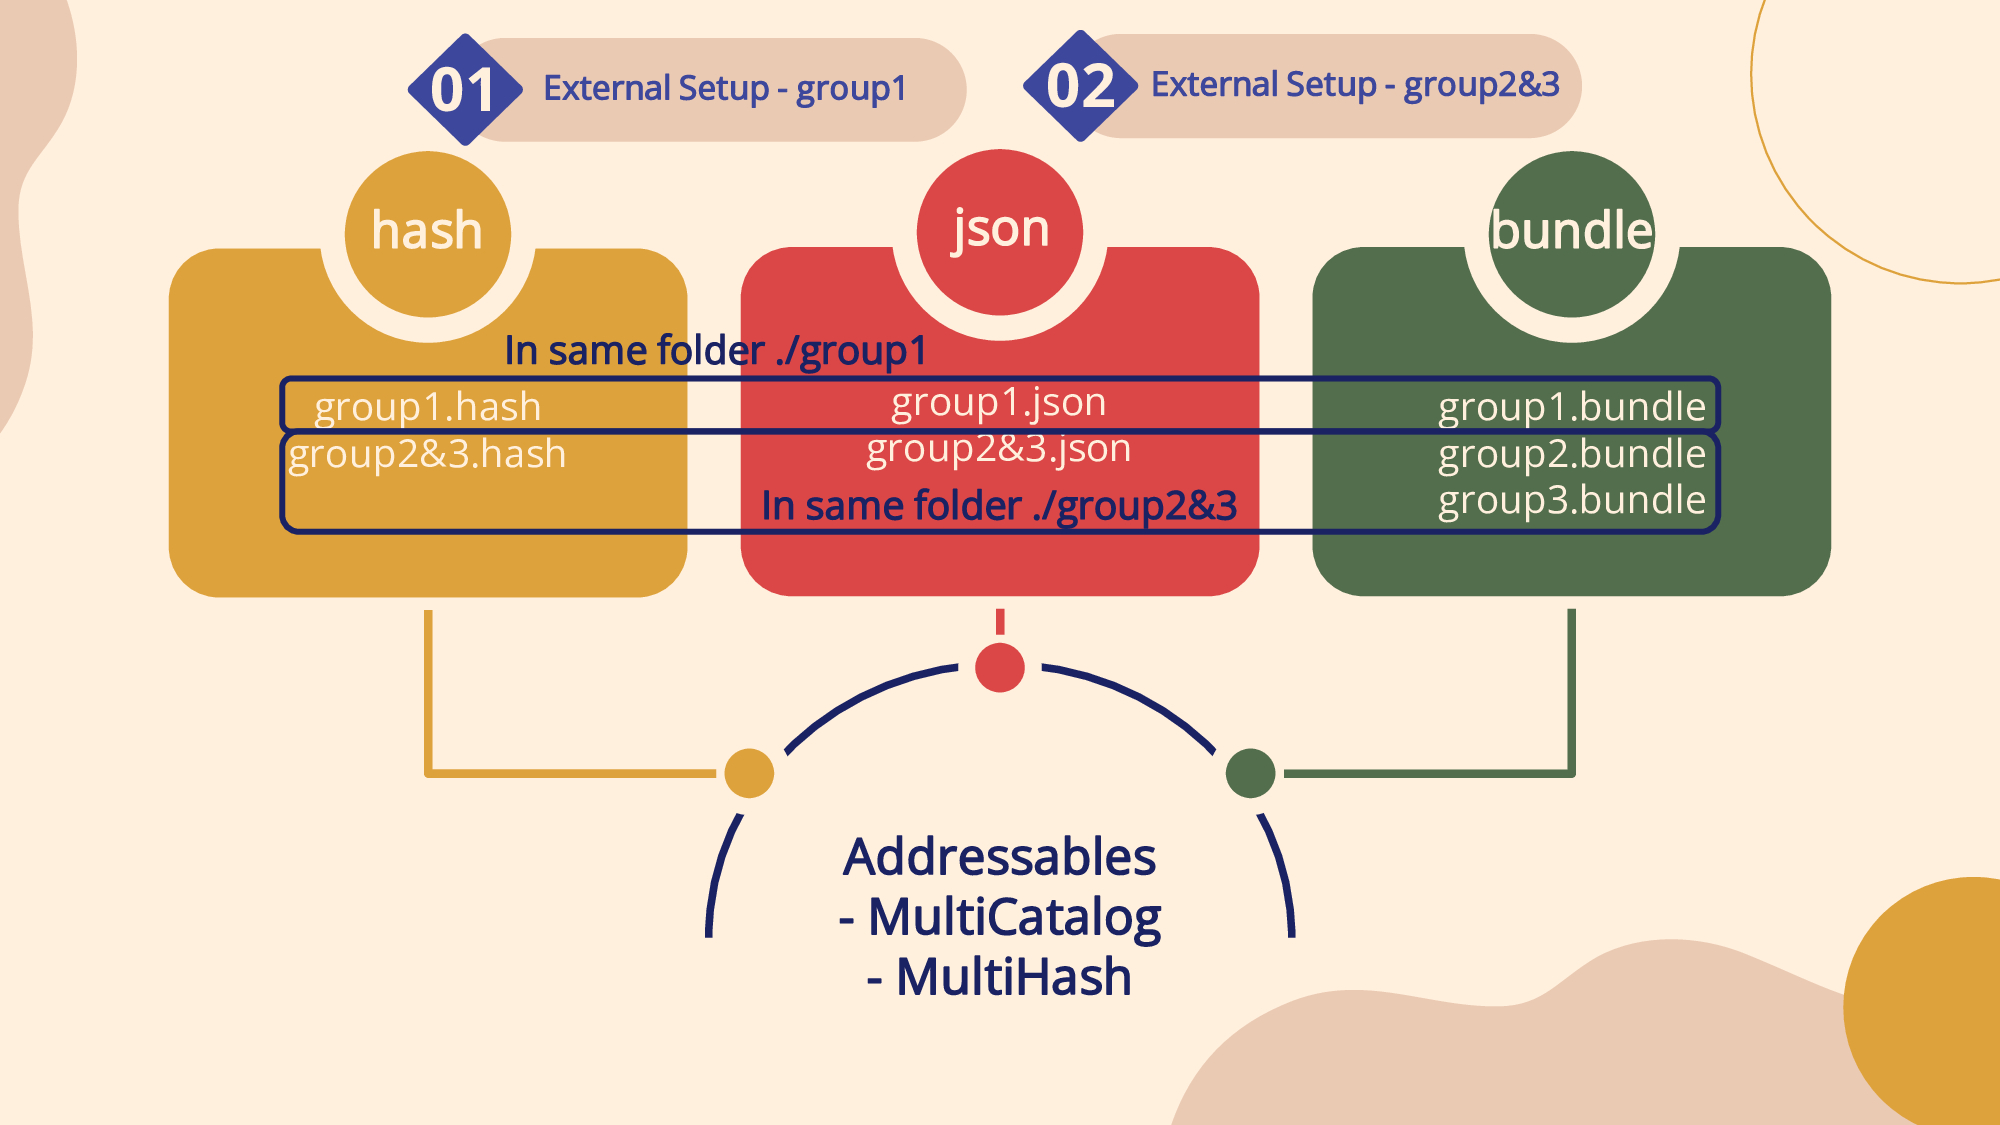 01
External Setup - group1
02
External Setup - group2&3
hash
json
bundle
In same folder ./group1
group1.hash
group1.json
group1.bundle
group2&3.hash
group2&3.json
group2.bundle
group3.bundle
In same folder ./group2&3
Addressables
- MultiCatalog
- MultiHash